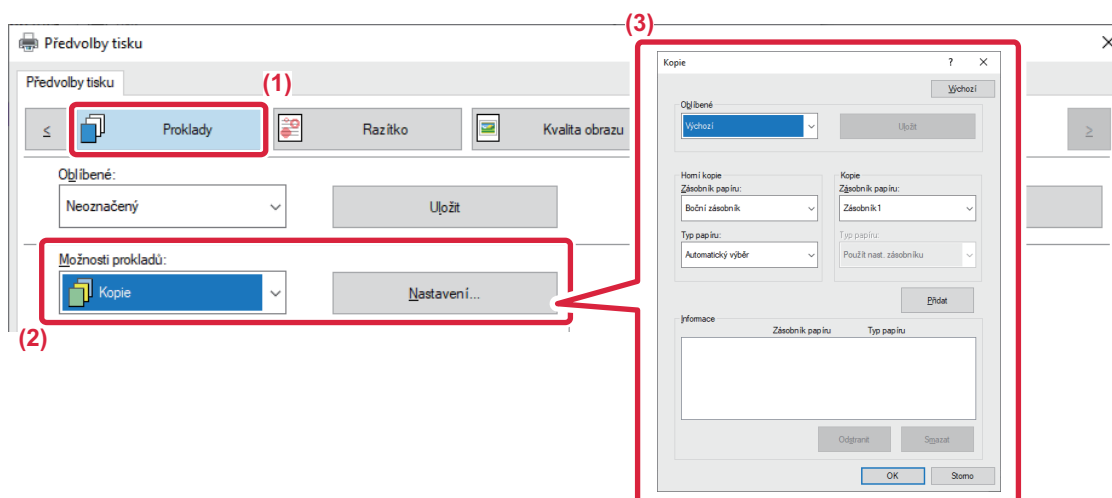 (3)
Předvolby tisku
Předvolby tisku
(1)
≤
Proklady
Razítko
Kvalita obrazu
≥
Oblíbené:
Neoznačený
Uložit
Možnosti prokladů:
Kopie
Nastavení...
(2)
Kopie
?
Výchozí
Oblíbené
Výchozí
Uložit
Horní kopie
Kopie
Zásobník papíru:
Zásobník papíru:
Boční zásobník
Zásobník1
Typ papíru:
Typ papíru:
Automatický výběr
Použít nast. zásobníku
Přidat
Informace
Zásobník papíru
Typ papíru
Odstranit
Smazat
OK
Storno